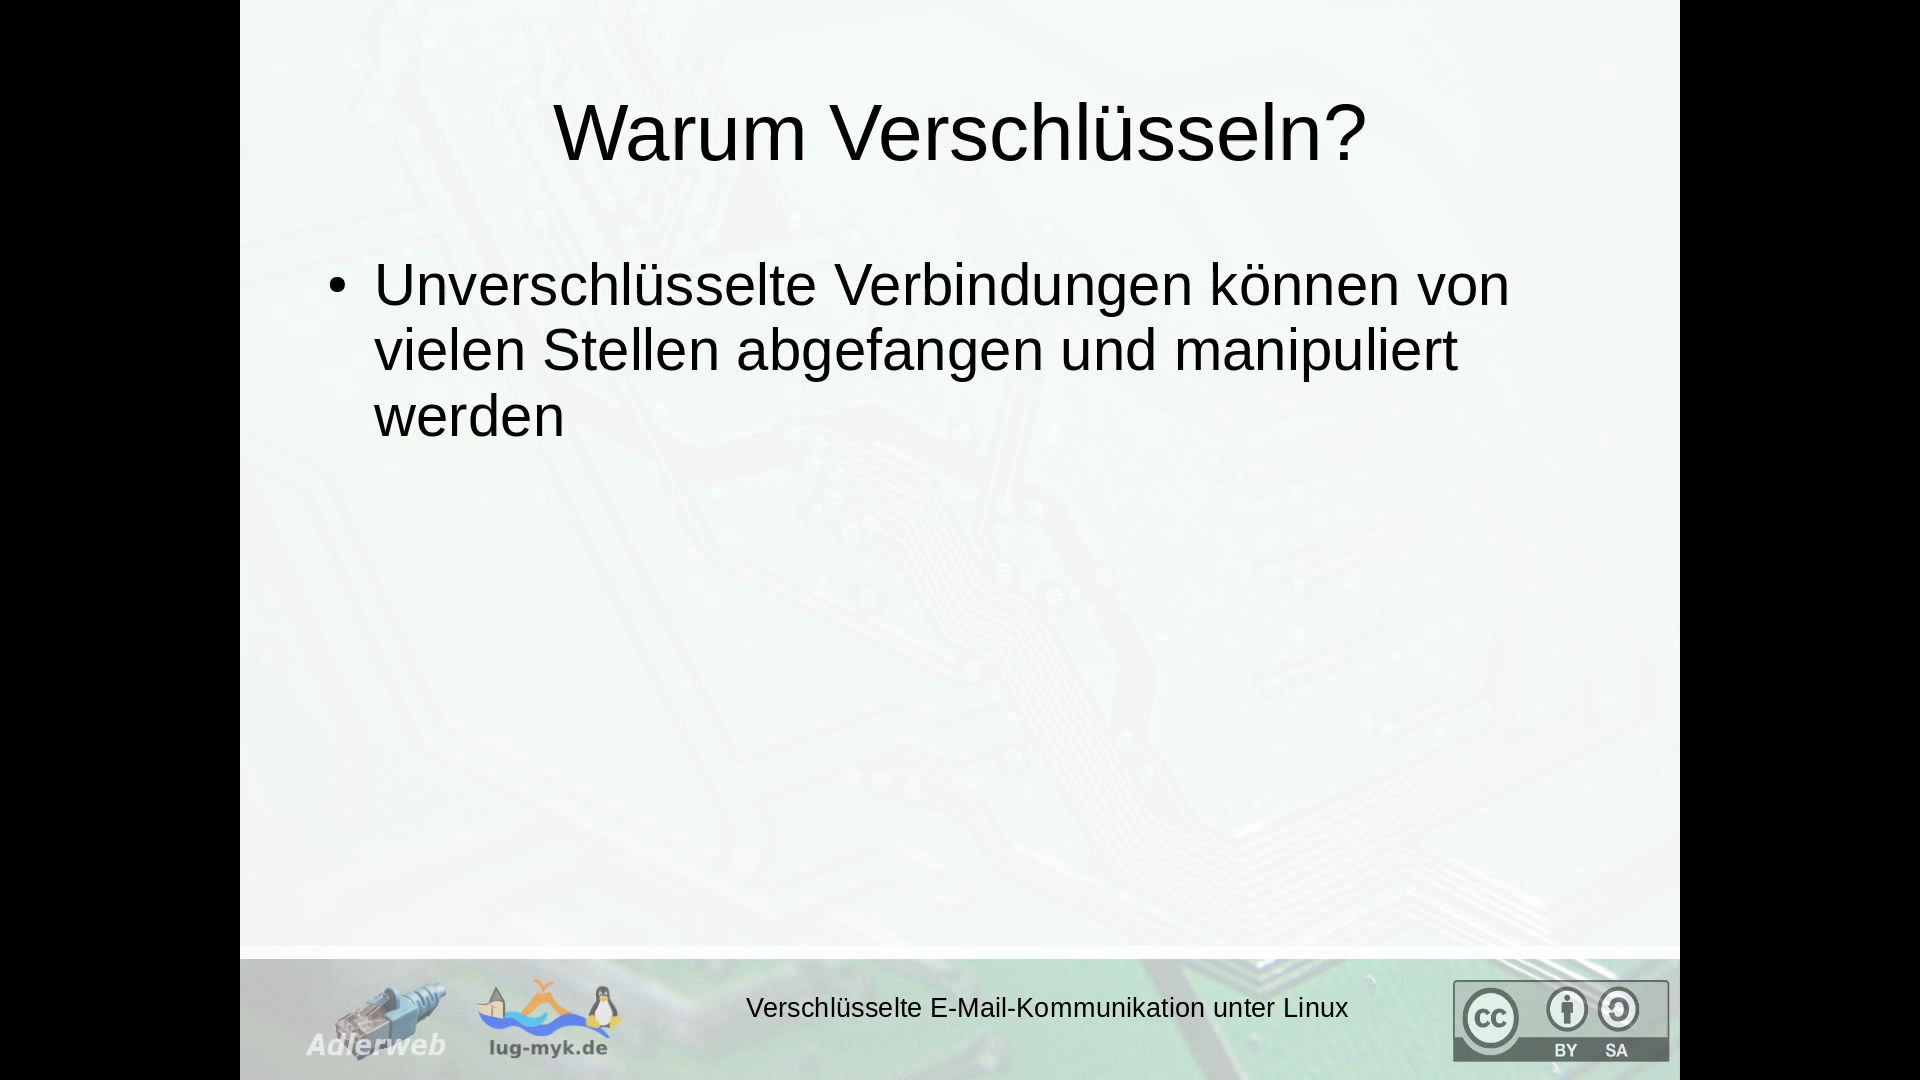 Warum Verschlüsseln?
• Unverschlüsselte Verbindungen können von
vielen Stellen abgefangen und manipuliert
werden
Adlerweb
lug-myk.de
Verschlüsselte E-Mail-Kommunikation unter Linux
cc
BY SA